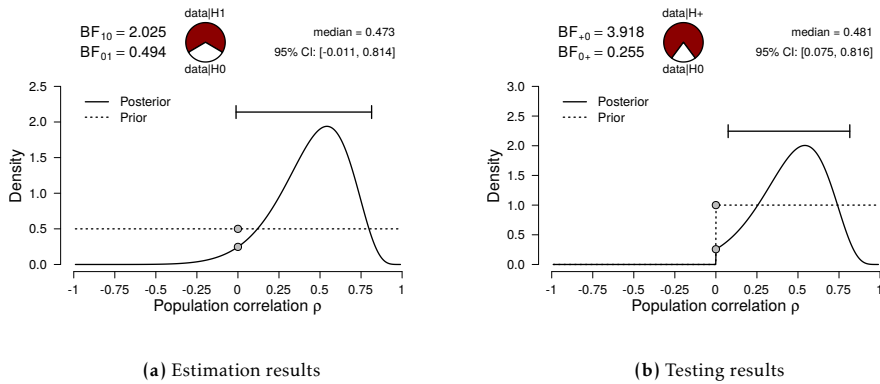 data|H1
BF₁₀ = 2.025
BF₀₁ = 0.494
median = 0.473
95% CI: [-0.011, 0.814]
data|H0
Posterior
Prior
Density
2.5
2.0
1.5
1.0
0.5
0.0
-1 -0.75 -0.5 -0.25 0 0.25 0.5 0.75 1
Population correlation ρ
(a) Estimation results
data|H+
BF₊₀ = 3.918
BF₀₊ = 0.255
median = 0.481
95% CI: [0.075, 0.816]
data|H0
Posterior
Prior
Density
3.0
2.5
2.0
1.5
1.0
0.5
0.0
-1 -0.75 -0.5 -0.25 0 0.25 0.5 0.75 1
Population correlation ρ
(b) Testing results